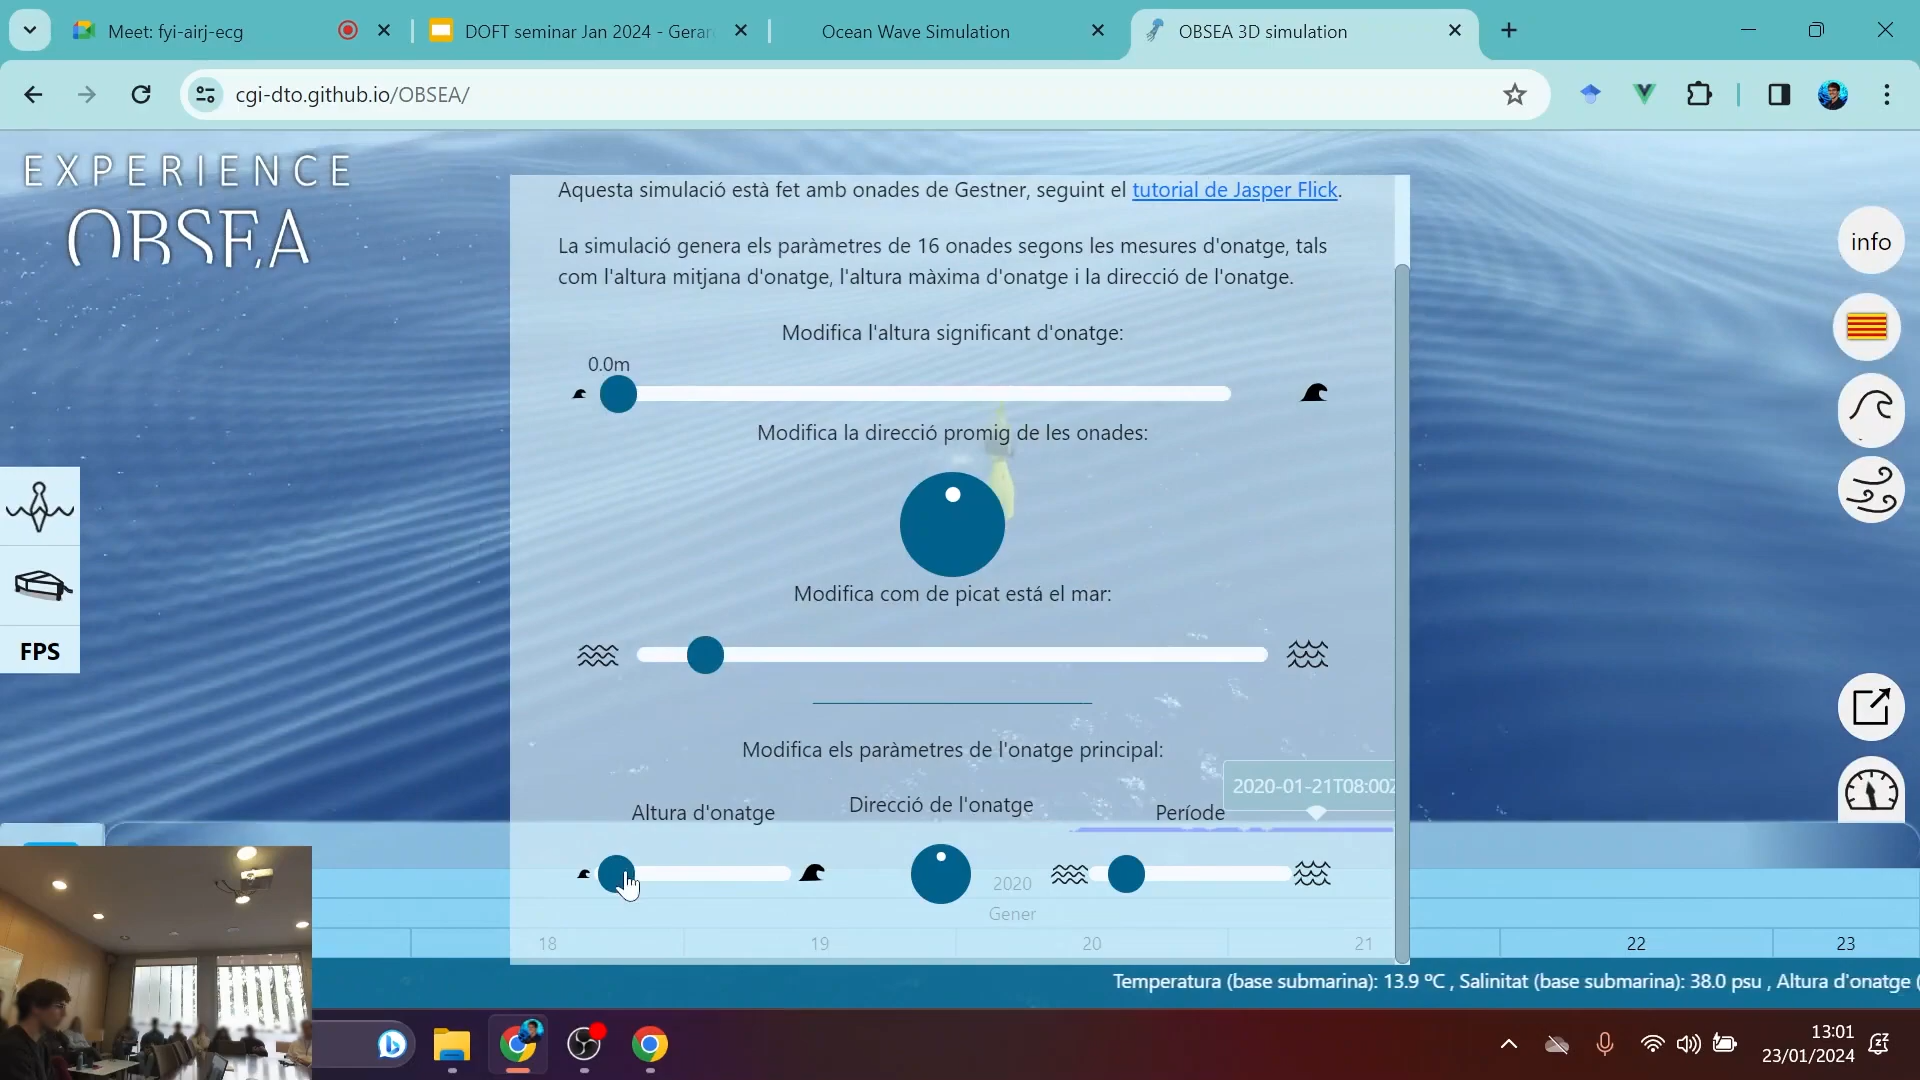 Meet: fyi-airj-ecg
DOFT seminar Jan 2024 - Gerar
Ocean Wave Simulation
OBSEA 3D simulation
cgi-dto.github.io/OBSEA/
EXPERIENCE
OBSEA
info
FPS
Aquesta simulació està fet amb onades de Gestner, seguint el tutorial de Jasper Flick.
La simulació genera els paràmetres de 16 onades segons les mesures d'onatge, tals
com l'altura mitjana d'onatge, l'altura màxima d'onatge i la direcció de l'onatge.
Modifica l'altura significant d'onatge:
0.0m
Modifica la direcció promig de les onades:
Modifica com de picat está el mar:
Modifica els paràmetres de l'onatge principal:
2020-01-21T08:00Z
Altura d'onatge
Direcció de l'onatge
Període
2020
Gener
18
19
20
21
22
23
Temperatura (base submarina): 13.9 ºC , Salinitat (base submarina): 38.0 psu , Altura d'onatge (
13:01
23/01/2024